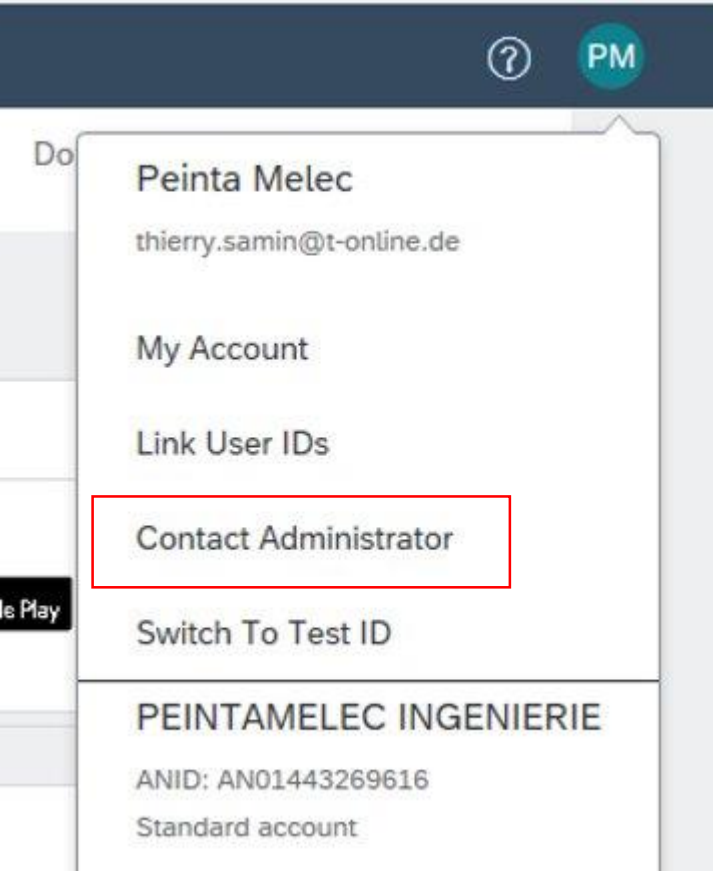 ?
PM
Do
Peinta Melec
thierry.samin@t-online.de
My Account
Link User IDs
Contact Administrator
le Play
Switch To Test ID
PEINTAMELEC INGENIERIE
ANID: AN01443269616
Standard account